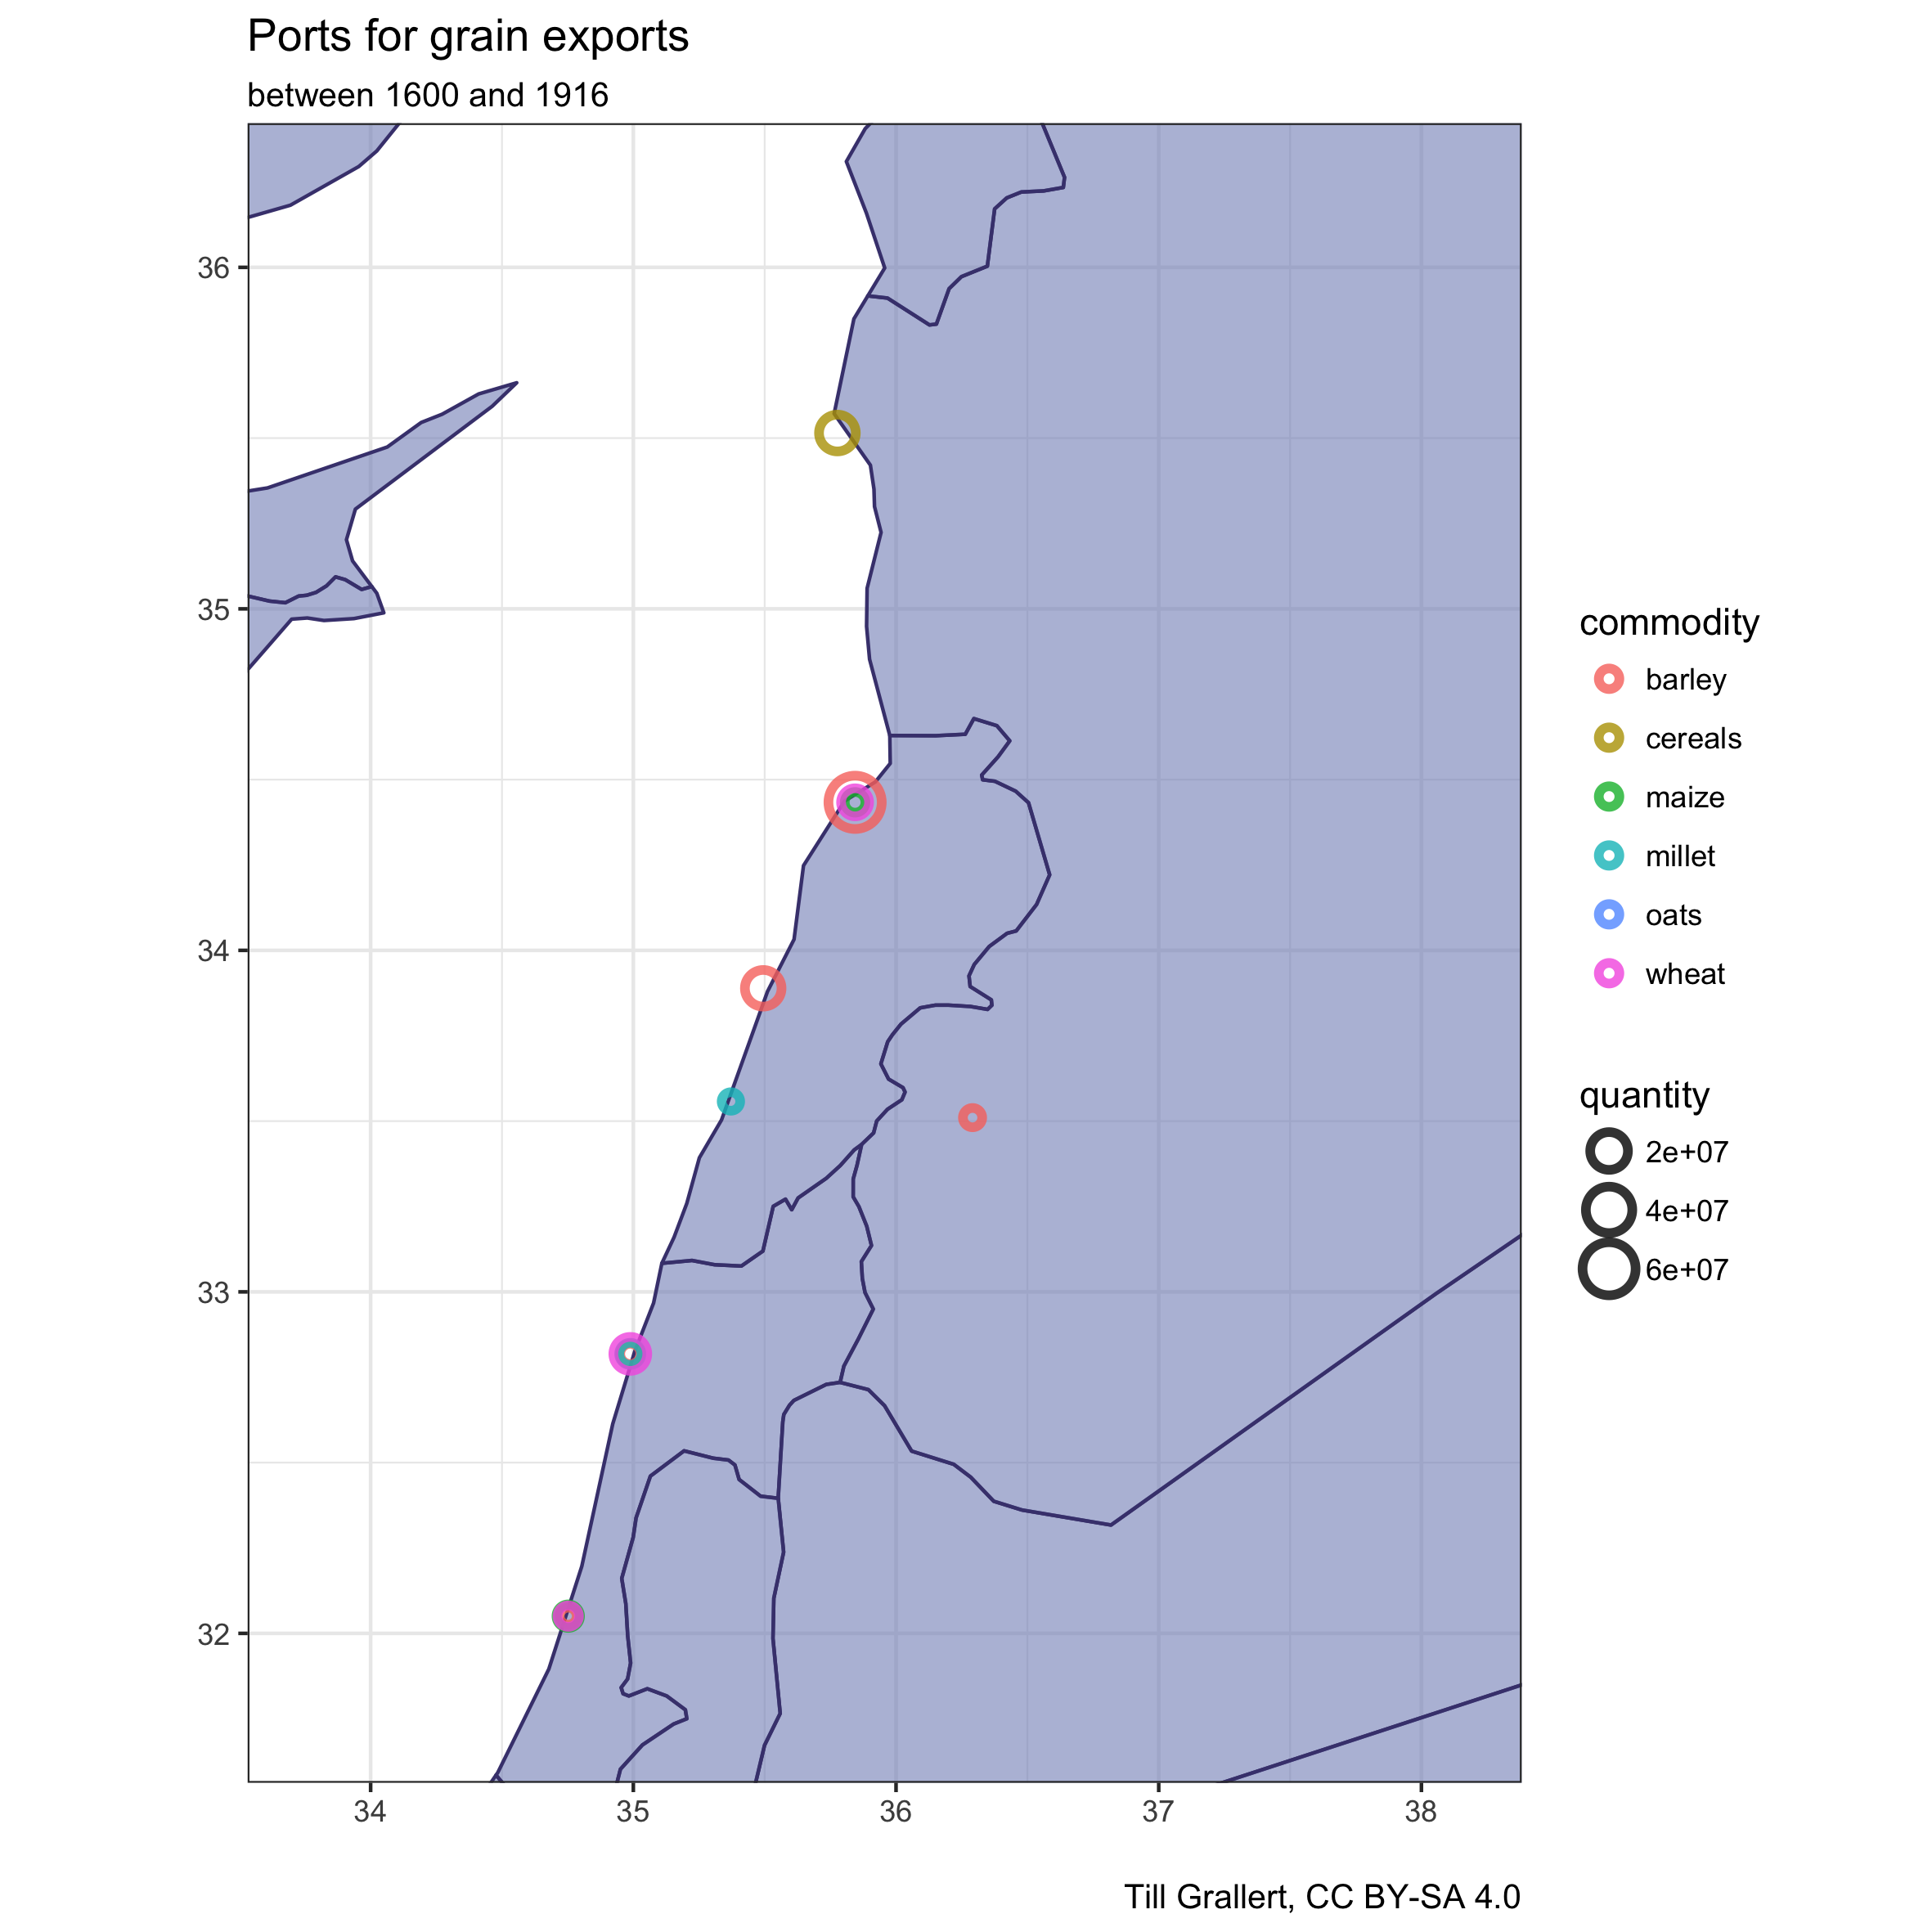 Ports for grain exports
between 1600 and 1916
36
35
34
33
32
34
35
36
37
38
commodity
barley
cereals
maize
millet
oats
wheat
quantity
2e+07
4e+07
6e+07
Till Grallert, CC BY-SA 4.0